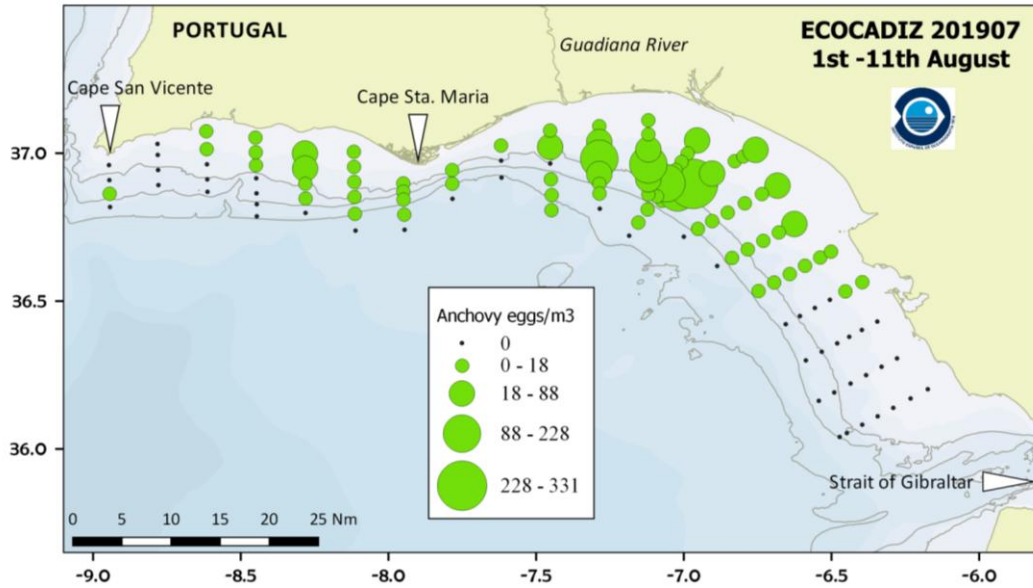 PORTUGAL
Guadiana River
ECOCADIZ 201907
1st -11th August
Cape San Vicente
Cape Sta. Maria
37.0
36.5
36.0
Anchovy eggs/m3
0
0 - 18
18 - 88
88 - 228
228 - 331
Strait of Gibraltar
0 5 10 15 20 25 Nm
-9.0 -8.5 -8.0 -7.5 -7.0 -6.5 -6.0